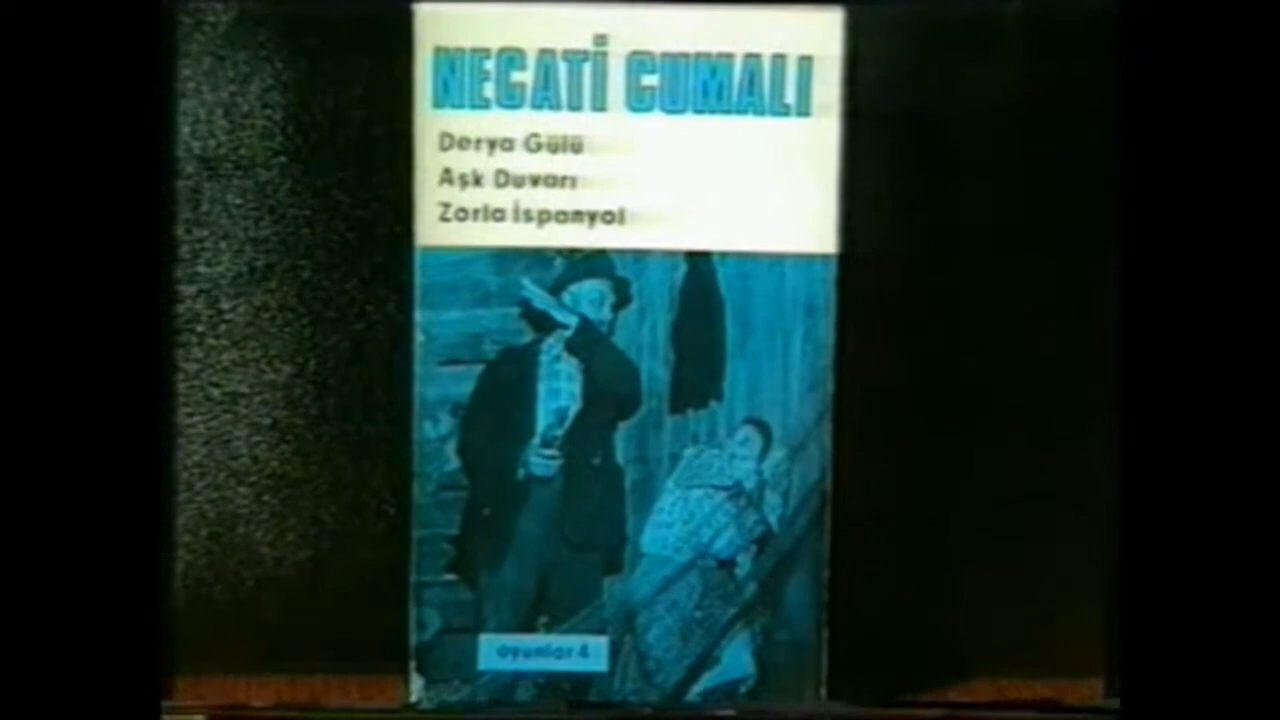 NECATİ CUMALI
Derya Gülü
Aşk Duvarı
Zorla İspanyol
oyunlar 4